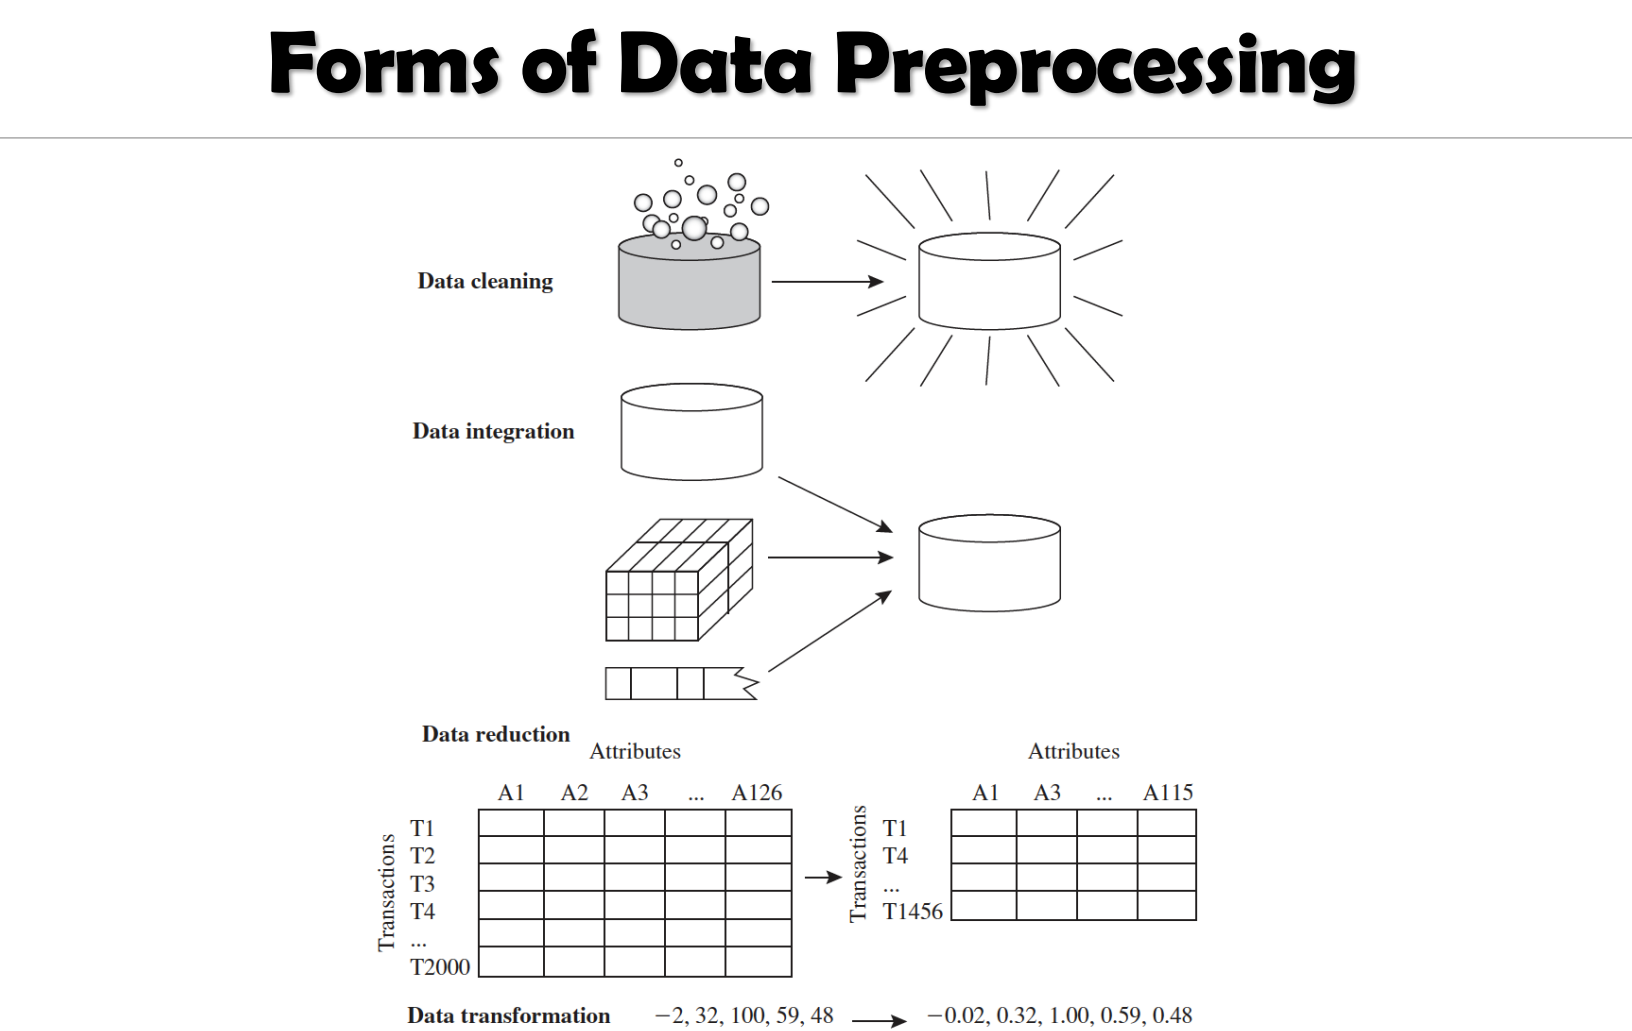 Forms of Data Preprocessing
Data cleaning
Data integration
Data reduction
Attributes
A1 A2 A3 ... A126
Transactions
T1
T2
T3
T4
...
T2000
Attributes
A1 A3 ... A115
Transactions
T1
T4
...
T1456
Data transformation −2, 32, 100, 59, 48 −0.02, 0.32, 1.00, 0.59, 0.48